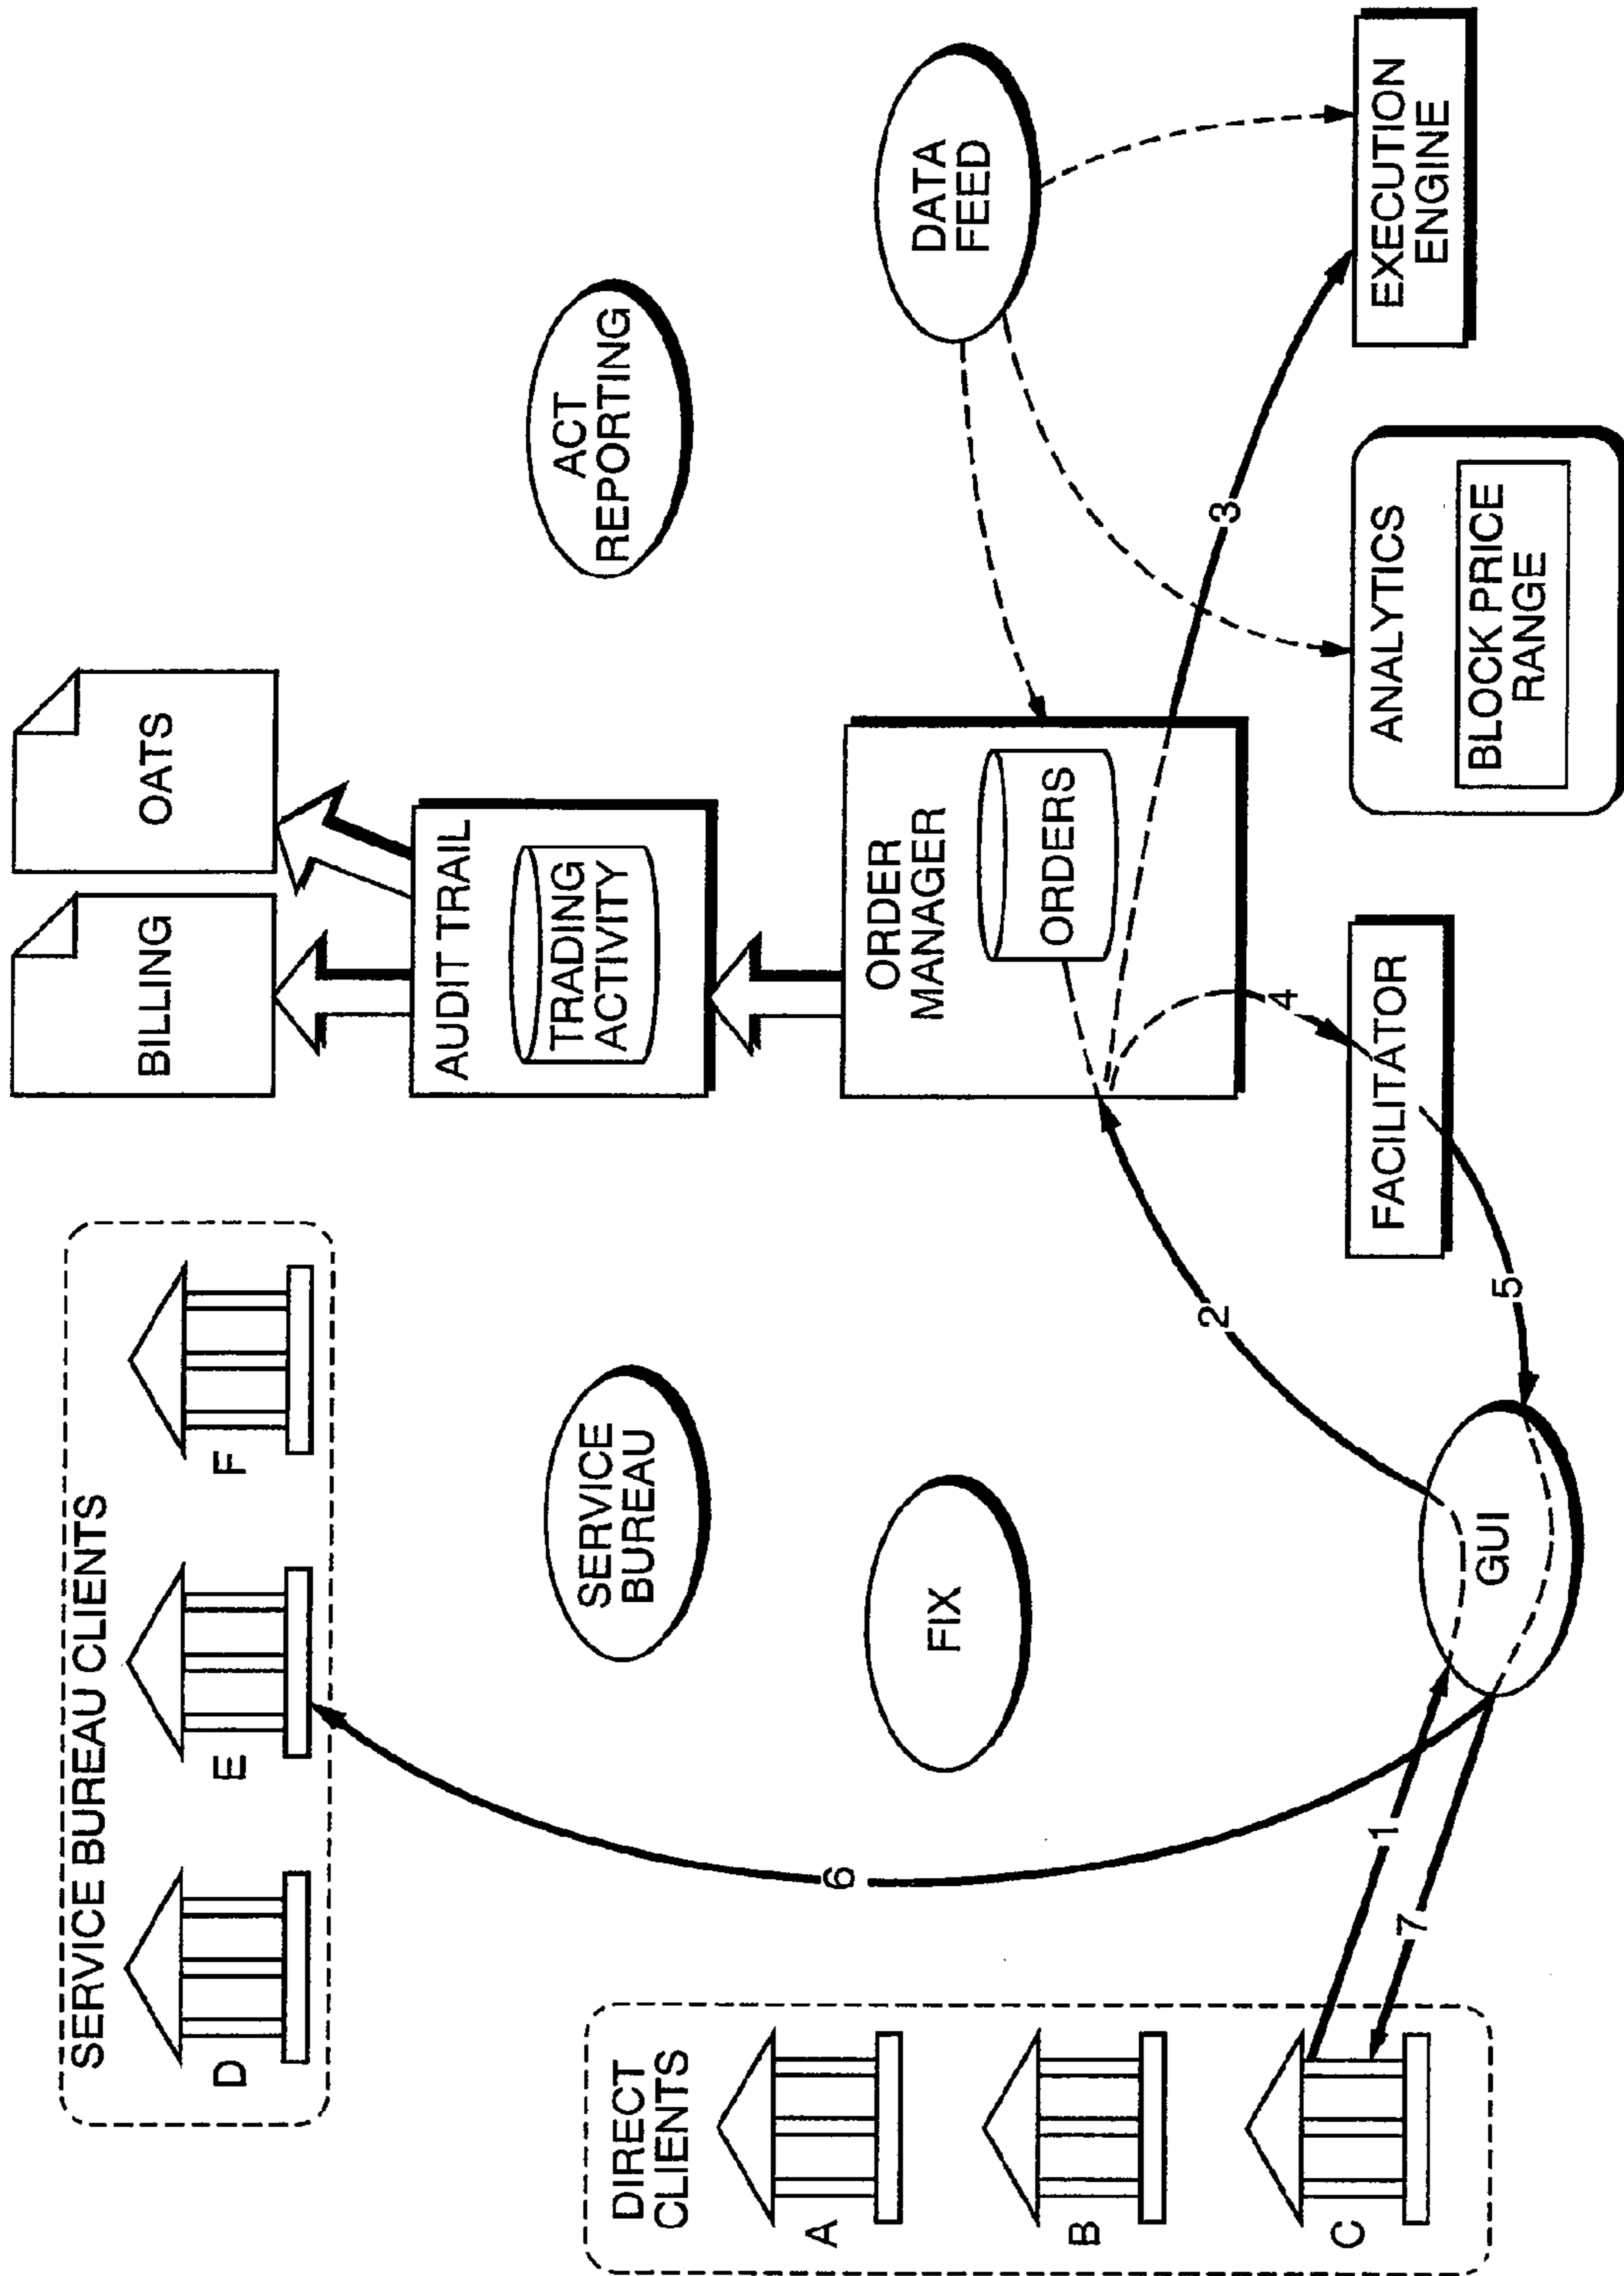 SERVICE BUREAU CLIENTS
D
E
F
BILLING
OATS
AUDIT TRAIL
TRADING
ACTIVITY
ACT
REPORTING
SERVICE
BUREAU
DIRECT
CLIENTS
A
B
C
FIX
ORDER
MANAGER
ORDERS
DATA
FEED
6
2
3
4
1
7
5
GUI
FACILITATOR
ANALYTICS
BLOCK PRICE
RANGE
EXECUTION
ENGINE